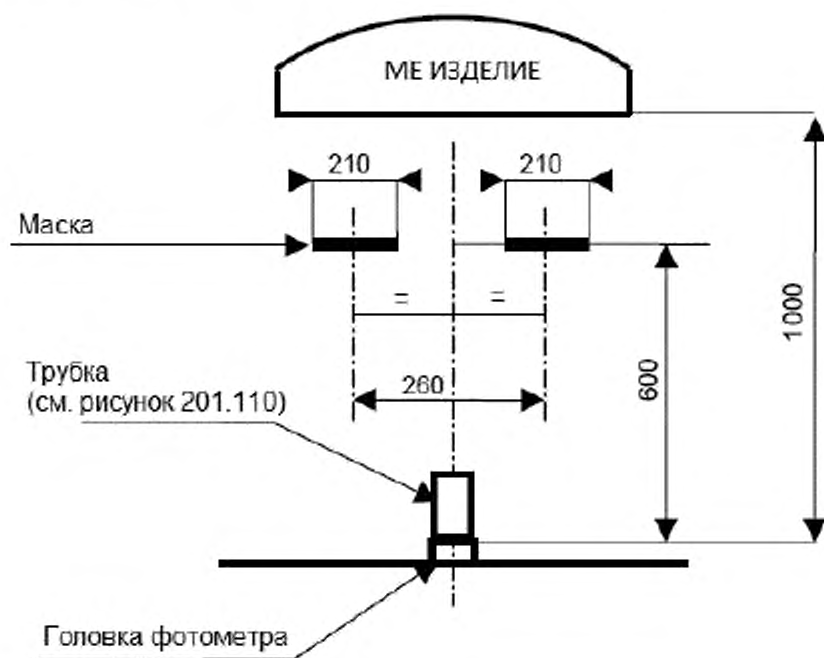 МЕ ИЗДЕЛИЕ
210
210
Маска
=
=
1000
Трубка
(см. рисунок 201.110)
260
600
Головка фотометра